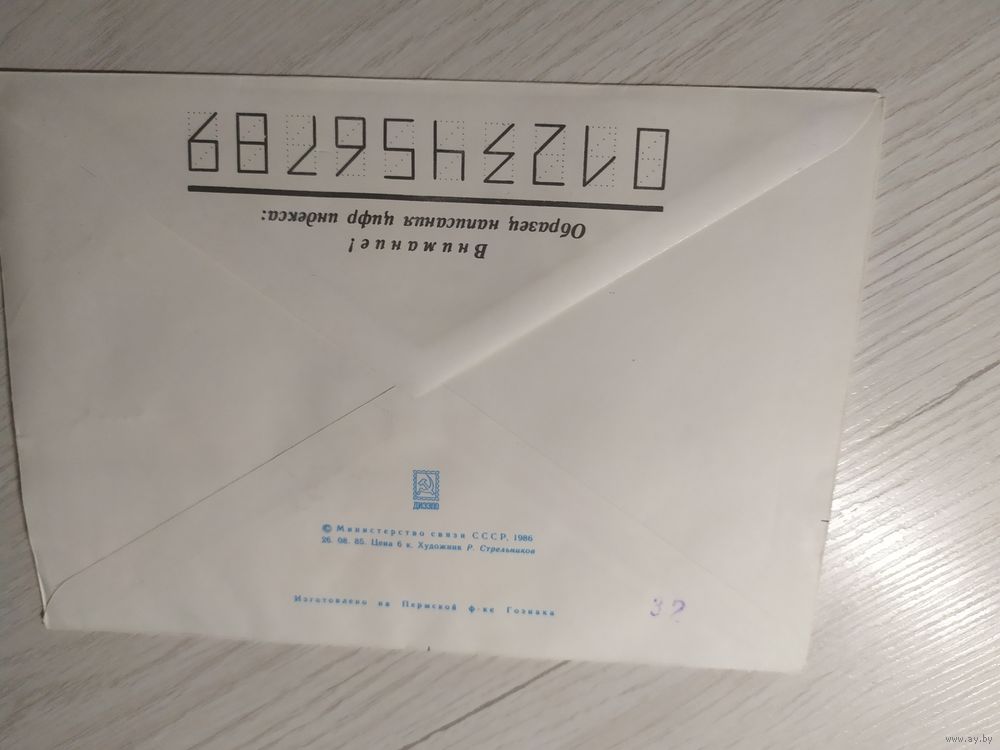 Внимание!
Образец написания цифр индекса:
0123456789
ДИЭЗПО
© Министерство связи СССР, 1986
26. 08. 85. Цена 6 к. Художник Р. Стрельников
Изготовлено на Пермской ф-ке Гознака
32
www.ay.by